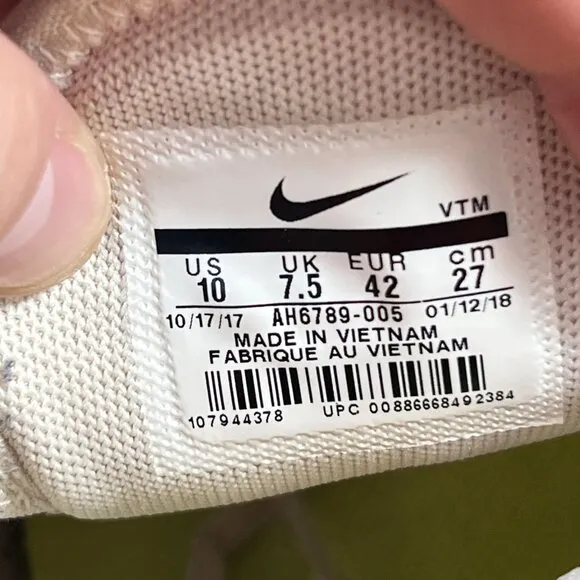 VTM
US UK EUR cm
10 7.5 42 27
10/17/17 AH6789-005 01/12/18
MADE IN VIETNAM
FABRIQUE AU VIETNAM
107944378 UPC 00886668492384